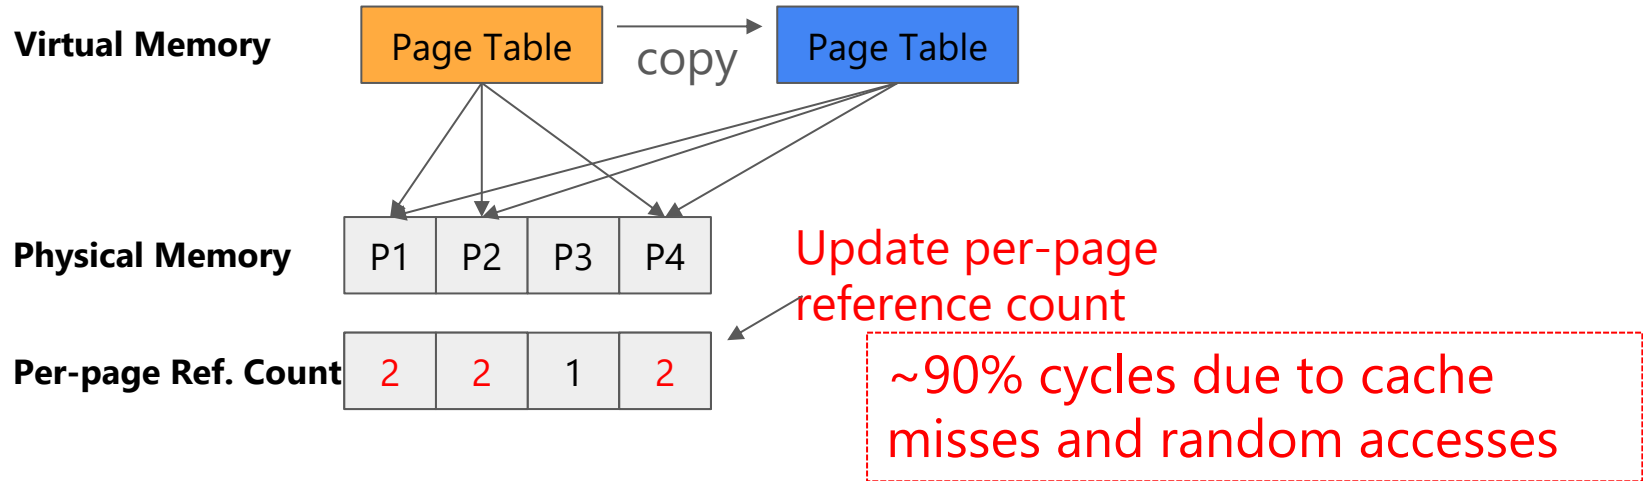 Virtual Memory
Page Table
copy
Page Table
Physical Memory
P1 P2 P3 P4
Update per-page
reference count
Per-page Ref. Count
2 2 1 2
~90% cycles due to cache
misses and random accesses